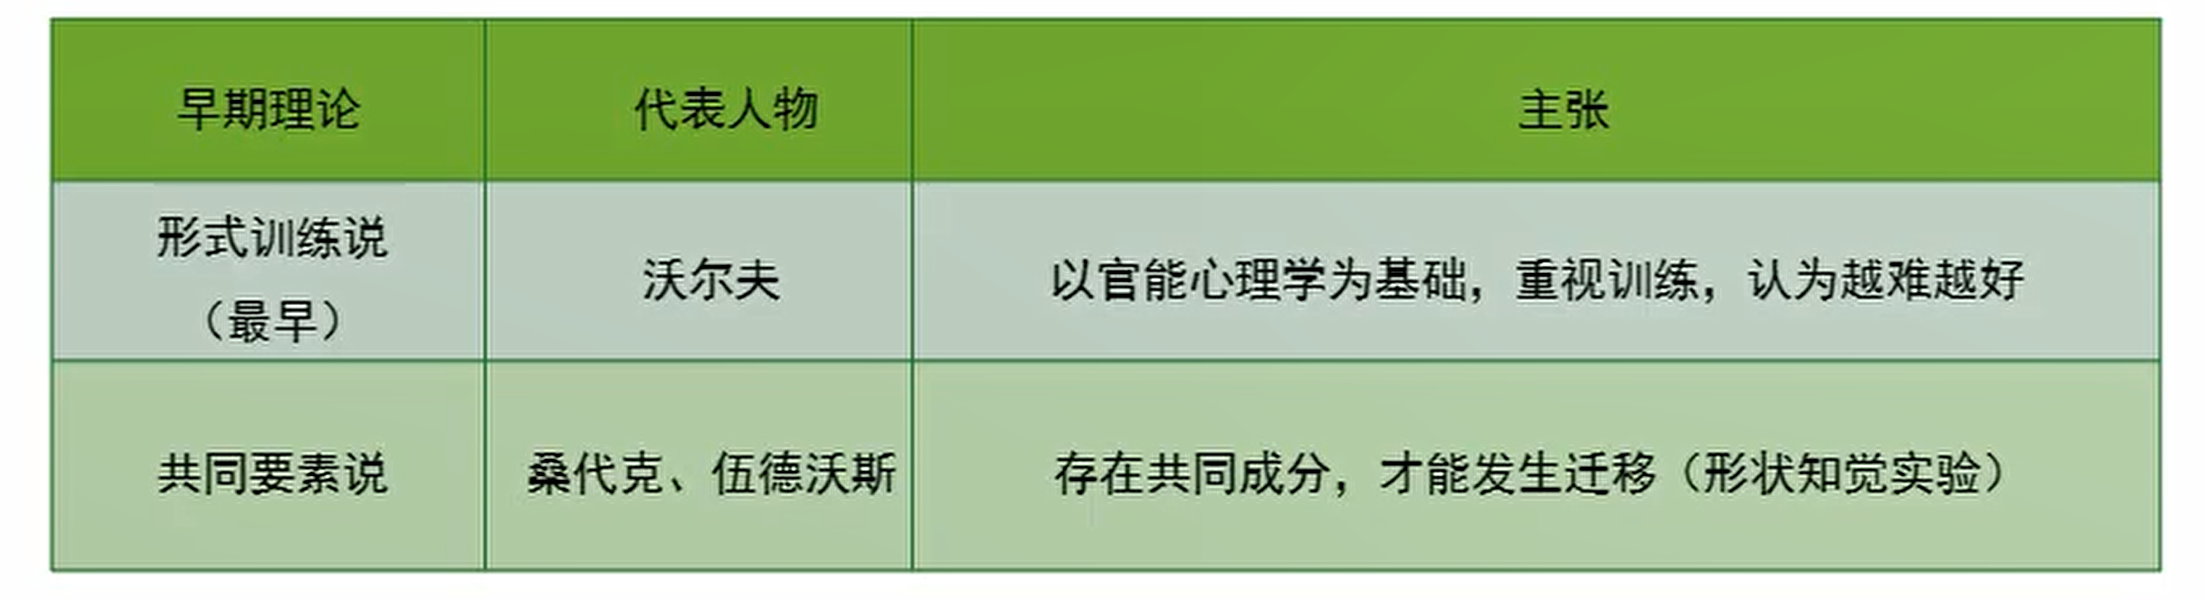 早期理论
代表人物
主张
形式训练说
（最早）
沃尔夫
以官能心理学为基础，重视训练，认为越难越好
共同要素说
桑代克、伍德沃斯
存在共同成分，才能发生迁移（形状知觉实验）